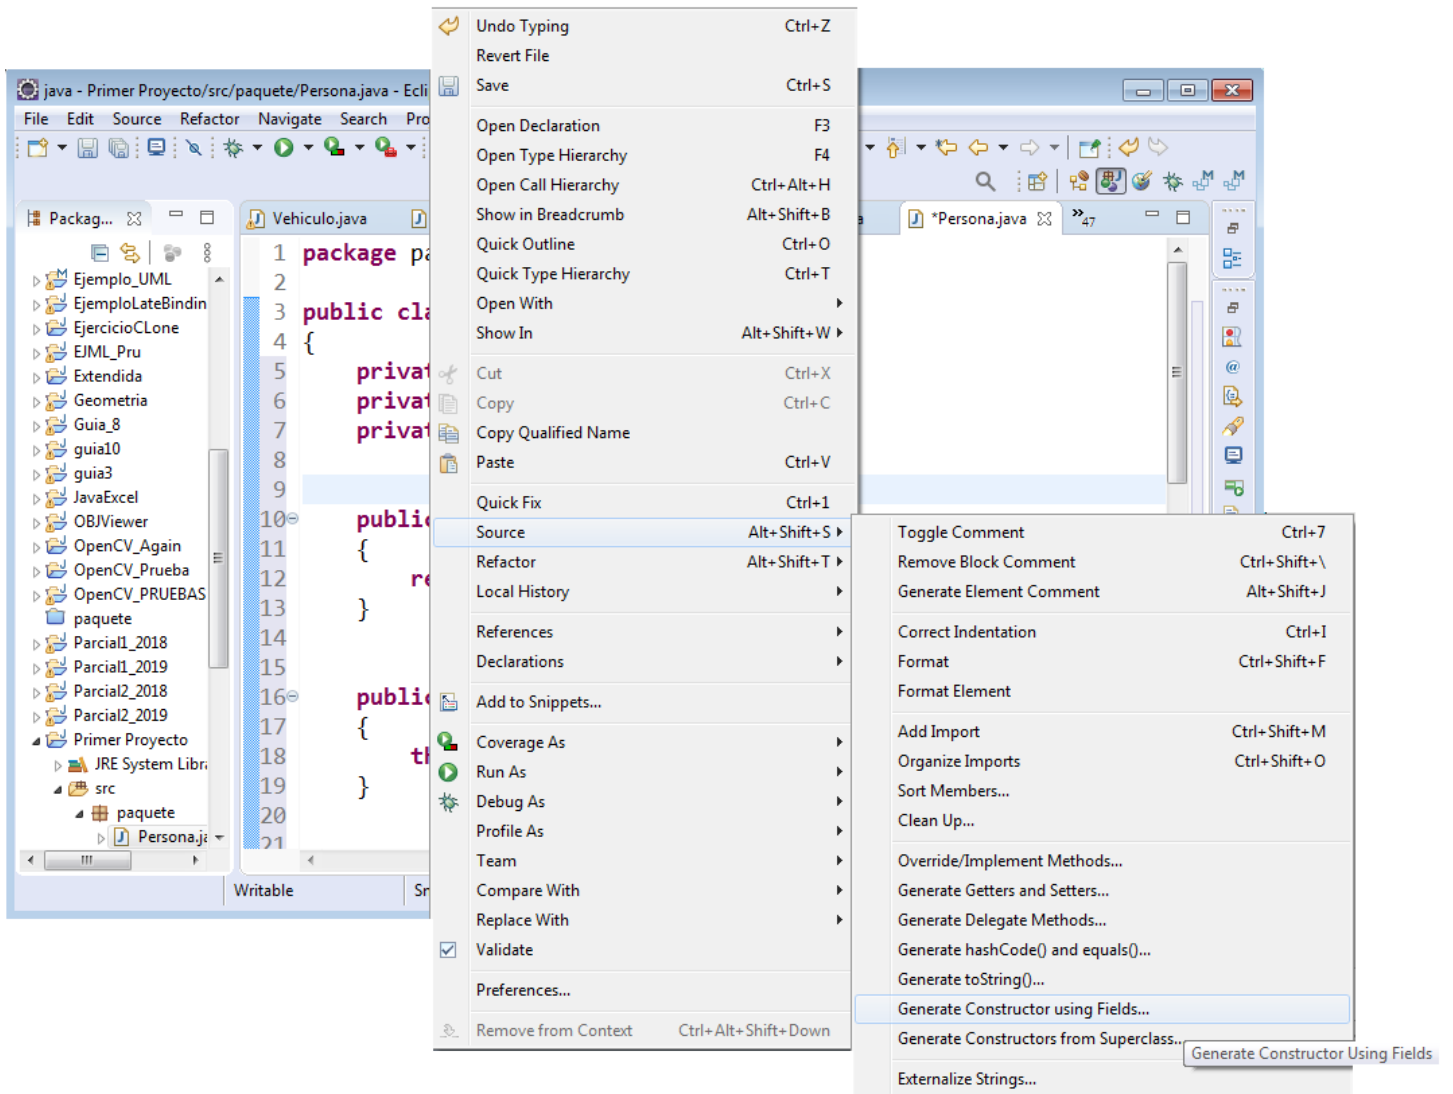 java - Primer Proyecto/src/paquete/Persona.java - Ecli
File Edit Source Refactor Navigate Search Pro
Packag...
Ejemplo_UML
EjemploLateBindin
EjercicioCLone
EJML_Pru
Extendida
Geometria
Guia_8
guia10
guia3
JavaExcel
OBJViewer
OpenCV_Again
OpenCV_Prueba
OpenCV_PRUEBAS
paquete
Parcial1_2018
Parcial1_2019
Parcial2_2018
Parcial2_2019
Primer Proyecto
JRE System Libr
src
paquete
Persona.ja
Vehiculo.java
*Persona.java
»47
1 package pa
2
3 public cla
4 {
5 privat
6 privat
7 privat
8
9
10 public
11 {
12 re
13 }
14
15
16 public
17 {
18 th
19 }
20
21
Writable
Sm
Undo Typing Ctrl+Z
Revert File
Save Ctrl+S
Open Declaration F3
Open Type Hierarchy F4
Open Call Hierarchy Ctrl+Alt+H
Show in Breadcrumb Alt+Shift+B
Quick Outline Ctrl+O
Quick Type Hierarchy Ctrl+T
Open With
Show In Alt+Shift+W
Cut Ctrl+X
Copy Ctrl+C
Copy Qualified Name
Paste Ctrl+V
Quick Fix Ctrl+1
Source Alt+Shift+S
Refactor Alt+Shift+T
Local History
References
Declarations
Add to Snippets...
Coverage As
Run As
Debug As
Profile As
Team
Compare With
Replace With
Validate
Preferences...
Remove from Context Ctrl+Alt+Shift+Down
Toggle Comment Ctrl+7
Remove Block Comment Ctrl+Shift+\
Generate Element Comment Alt+Shift+J
Correct Indentation Ctrl+I
Format Ctrl+Shift+F
Format Element
Add Import Ctrl+Shift+M
Organize Imports Ctrl+Shift+O
Sort Members...
Clean Up...
Override/Implement Methods...
Generate Getters and Setters...
Generate Delegate Methods...
Generate hashCode() and equals()...
Generate toString()...
Generate Constructor using Fields...
Generate Constructors from Superclass...
Generate Constructor Using Fields
Externalize Strings...